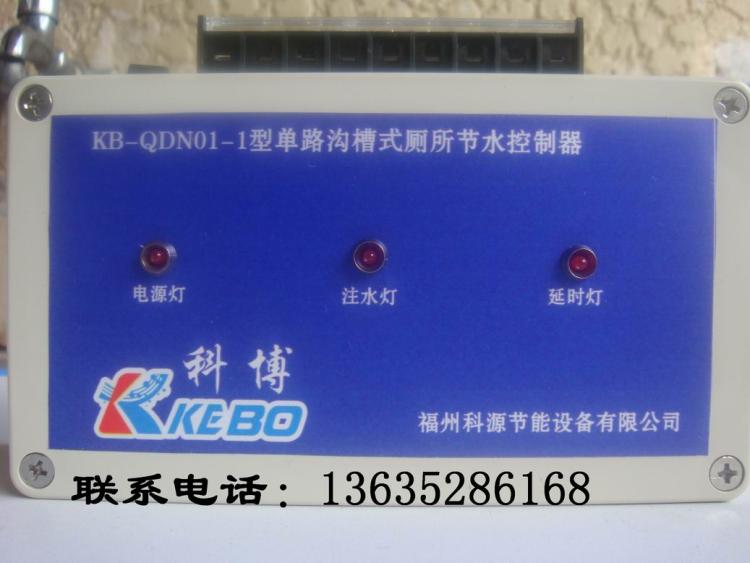 KB-QDN01-1型单路沟槽式厕所节水控制器
电源灯 注水灯 延时灯
科博
KEBO
福州科源节能设备有限公司
联系电话：13635286168